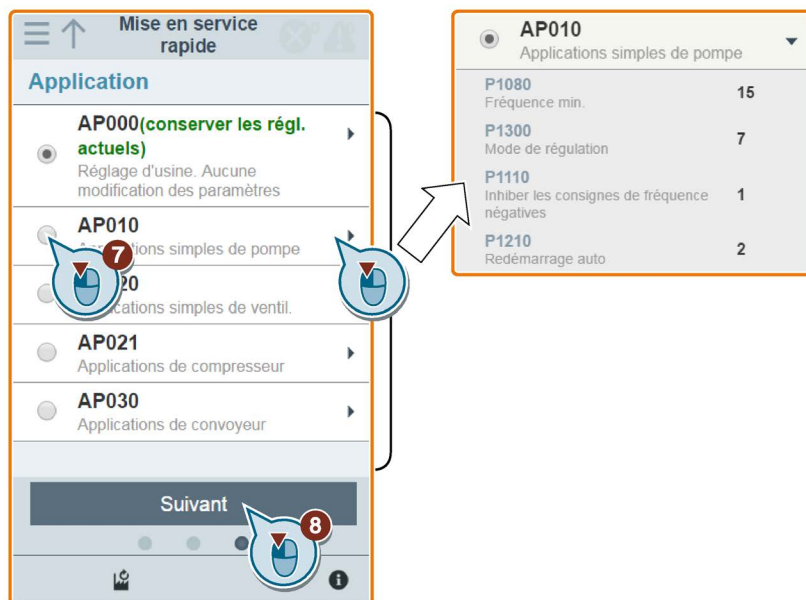 Mise en service
rapide
Application
AP000(conserver les régl.
actuels)
Réglage d'usine. Aucune
modification des paramètres
AP010
ions simples de pompe
7
20
cations simples de ventil.
AP021
Applications de compresseur
AP030
Applications de convoyeur
Suivant
8
AP010
Applications simples de pompe
P1080
Fréquence min.
15
P1300
Mode de régulation
7
P1110
Inhiber les consignes de fréquence
négatives
1
P1210
Redémarrage auto
2